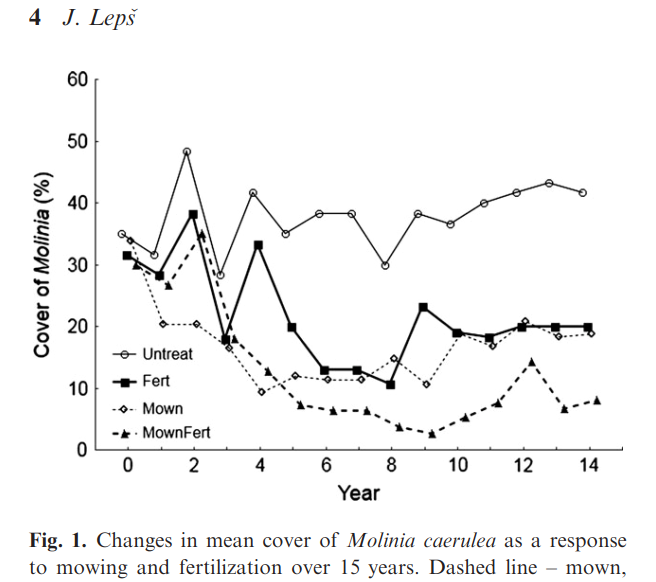 4 J. Lepš
60
50
40
30
20
10
0
Cover of Molinia (%)
Untreat
Fert
Mown
MownFert
0 2 4 6 8 10 12 14
Year
Fig. 1. Changes in mean cover of Molinia caerulea as a response
to mowing and fertilization over 15 years. Dashed line – mown,